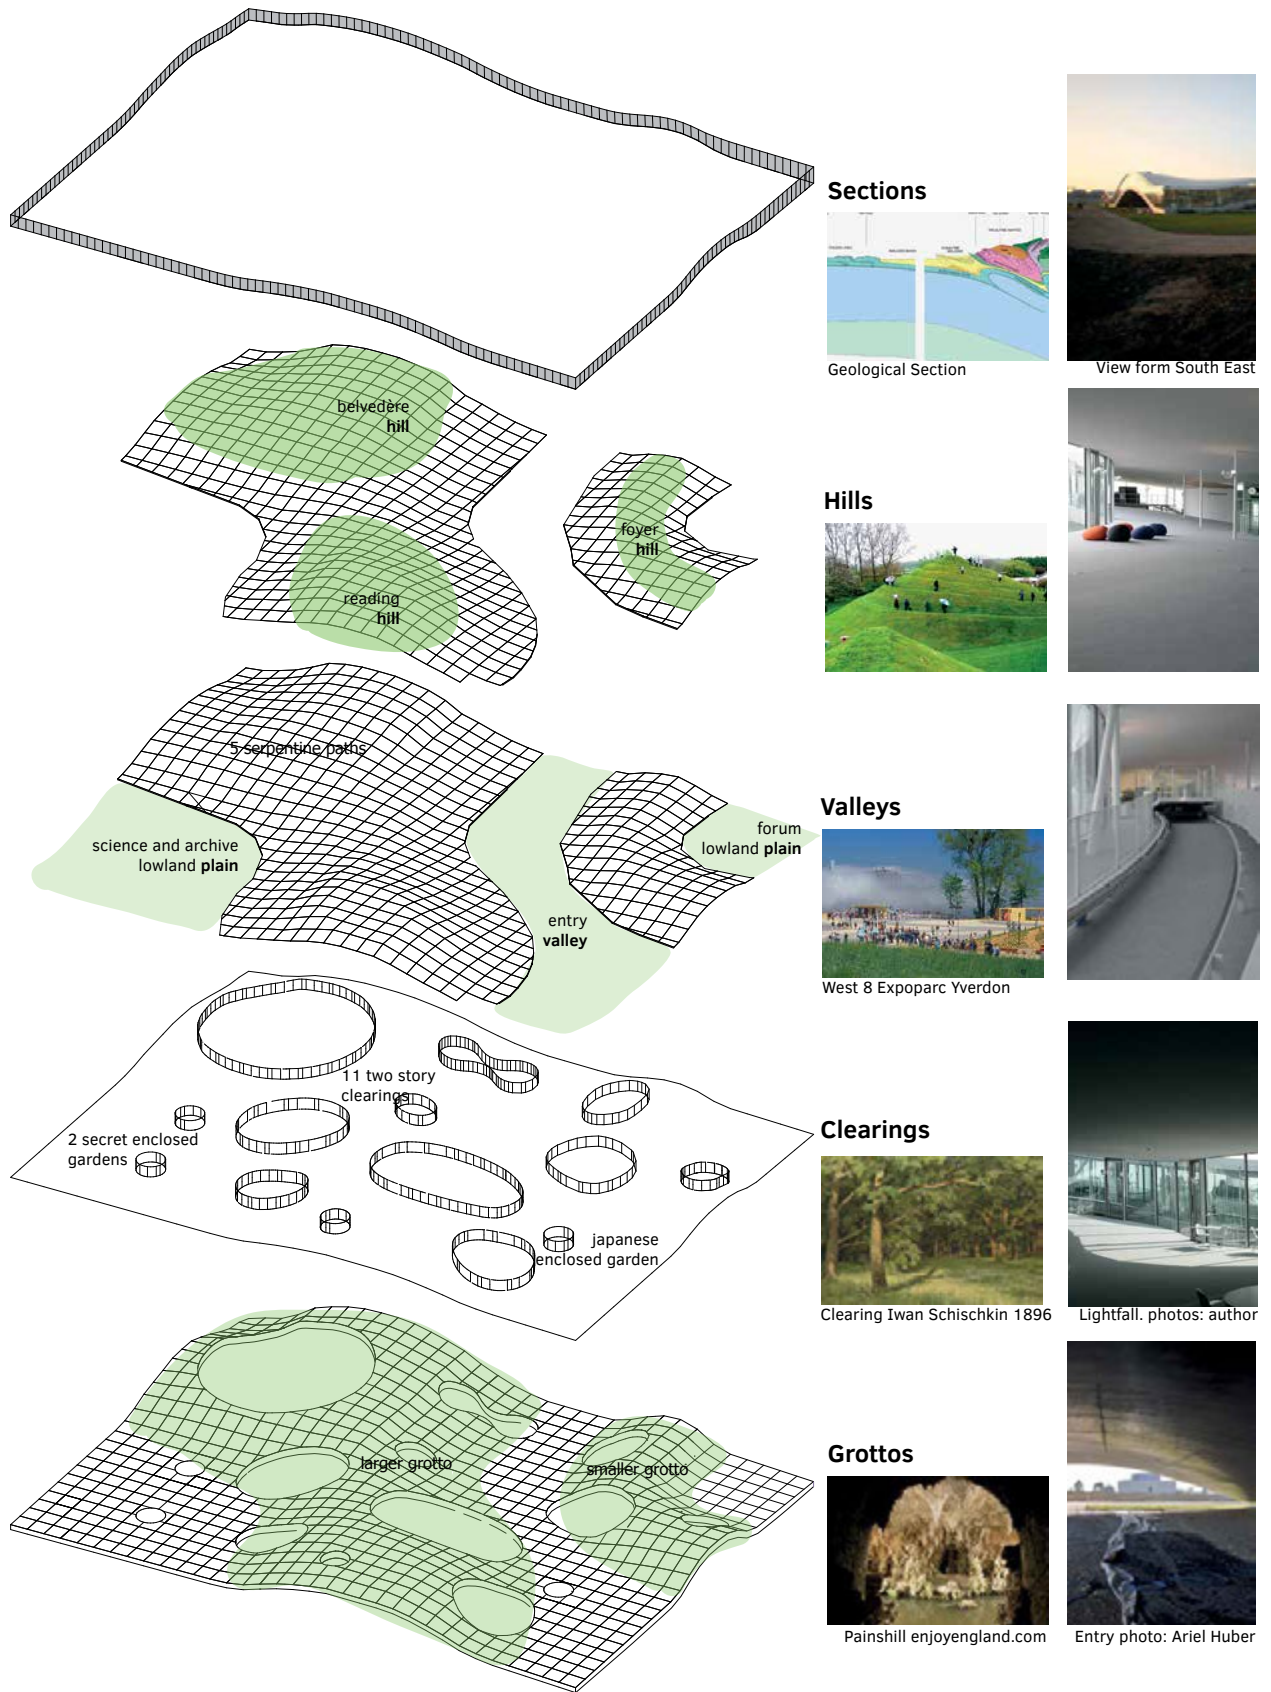 Sections
Geological Section
View form South East
belvedère
hill
foyer
hill
reading
hill
Hills
5 serpentine paths
science and archive
lowland plain
forum
lowland plain
entry
valley
Valleys
West 8 Expoparc Yverdon
11 two story
clearings
2 secret enclosed
gardens
japanese
enclosed garden
Clearings
Clearing Iwan Schischkin 1896
Lightfall. photos: author
larger grotto
smaller grotto
Grottos
Painshill enjoyengland.com
Entry photo: Ariel Huber